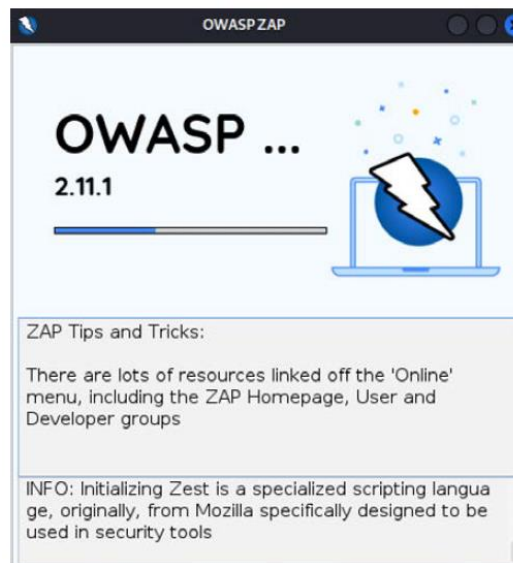 OWASP ZAP
OWASP ...
2.11.1
ZAP Tips and Tricks:
There are lots of resources linked off the 'Online'
menu, including the ZAP Homepage, User and
Developer groups
INFO: Initializing Zest is a specialized scripting langua
ge, originally, from Mozilla specifically designed to be
used in security tools